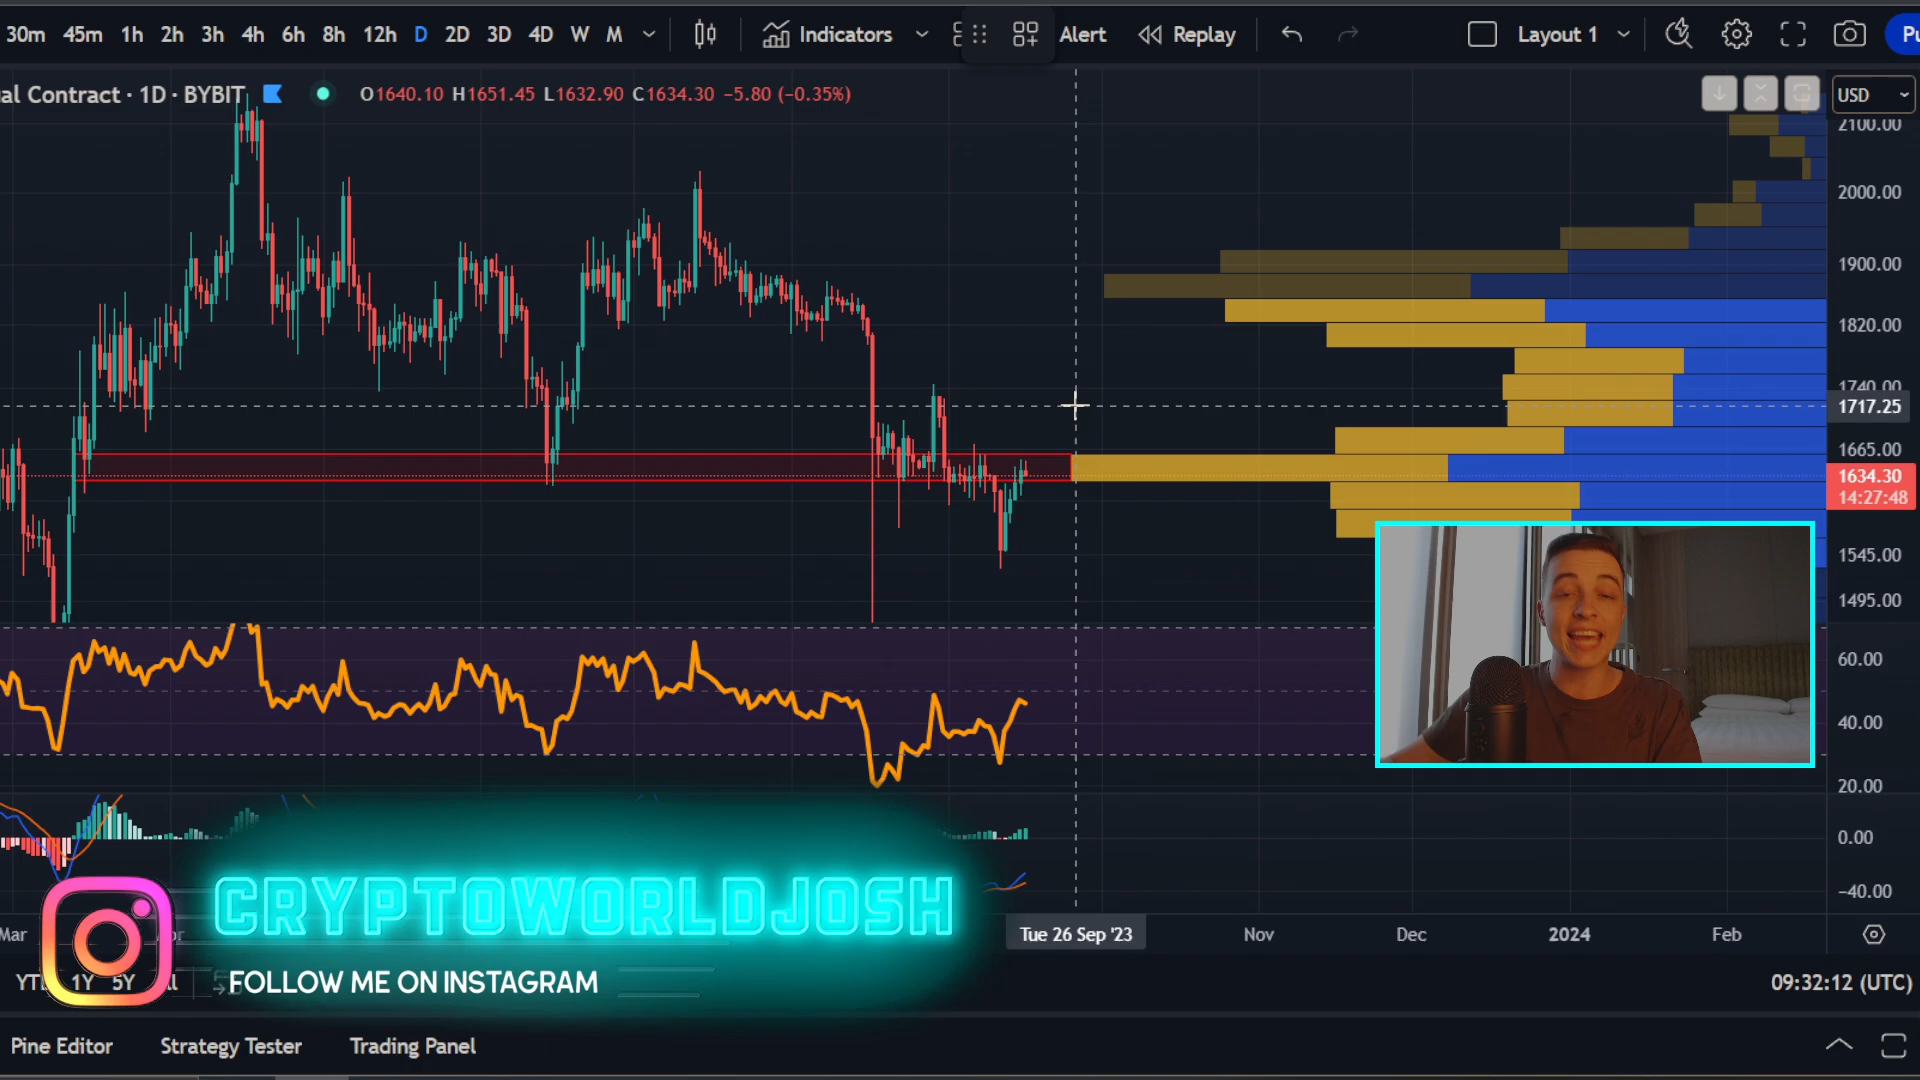 30m 45m 1h 2h 3h 4h 6h 8h 12h D 2D 3D 4D W M Indicators Alert Replay Layout 1
al Contract · 1D · BYBIT O1640.10 H1651.45 L1632.90 C1634.30 −5.80 (−0.35%)
USD
2100.00
2000.00
1900.00
1820.00
1740.00
1717.25
1665.00
1634.30
14:27:48
1545.00
1495.00
60.00
40.00
20.00
0.00
−40.00
CRYPTOWORLDJOSH
Mar Tue 26 Sep '23 Nov Dec 2024 Feb
1Y 5Y FOLLOW ME ON INSTAGRAM 09:32:12 (UTC)
Pine Editor Strategy Tester Trading Panel